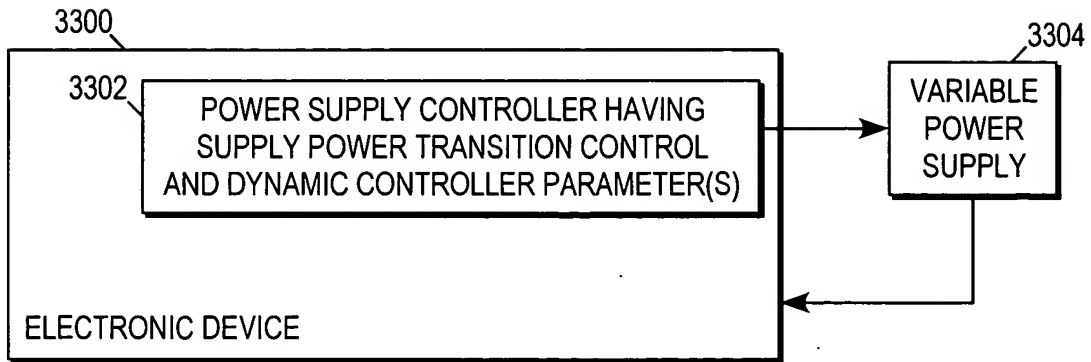 3300
3304
3302
POWER SUPPLY CONTROLLER HAVING
SUPPLY POWER TRANSITION CONTROL
AND DYNAMIC CONTROLLER PARAMETER(S)
VARIABLE
POWER
SUPPLY
ELECTRONIC DEVICE